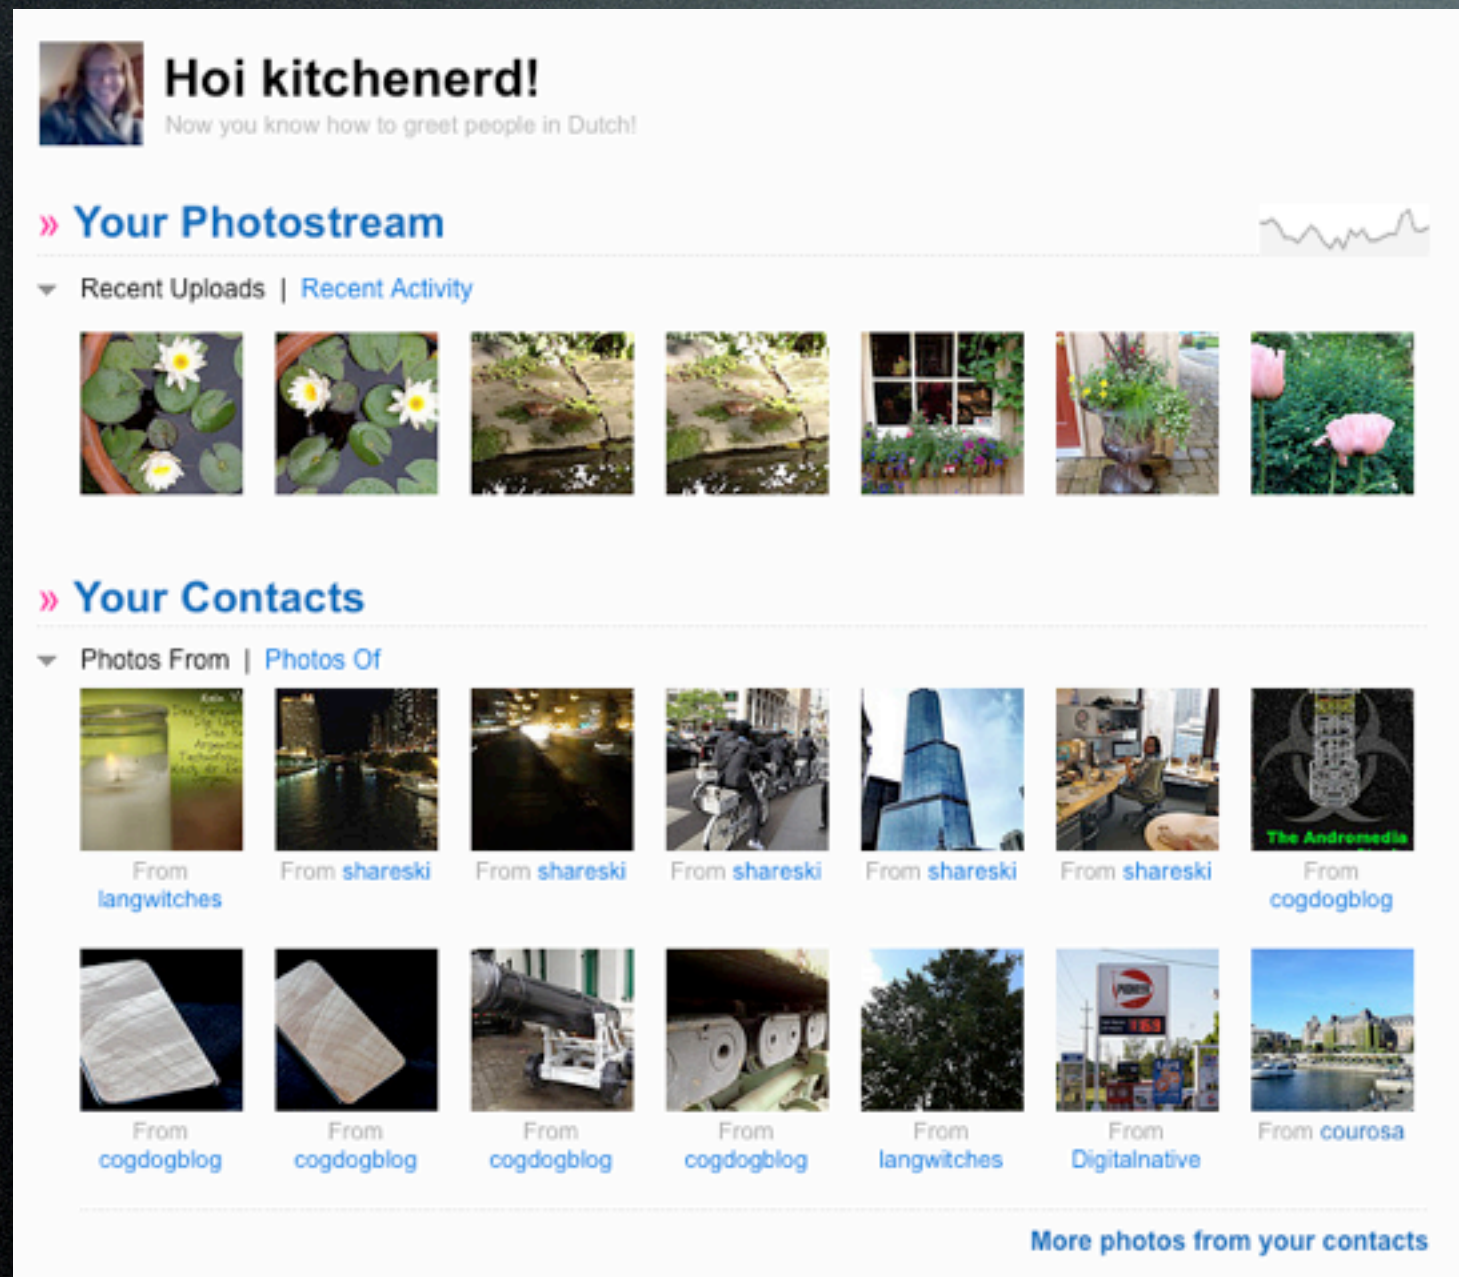 Hoi kitchenerd!
Now you know how to greet people in Dutch!
» Your Photostream
Recent Uploads | Recent Activity
» Your Contacts
Photos From | Photos Of
The Andromedia
From
langwitches
From shareski
From shareski
From shareski
From shareski
From shareski
From
cogdogblog
From
cogdogblog
From
cogdogblog
From
cogdogblog
From
cogdogblog
From
langwitches
From
Digitalnative
From courosa
More photos from your contacts